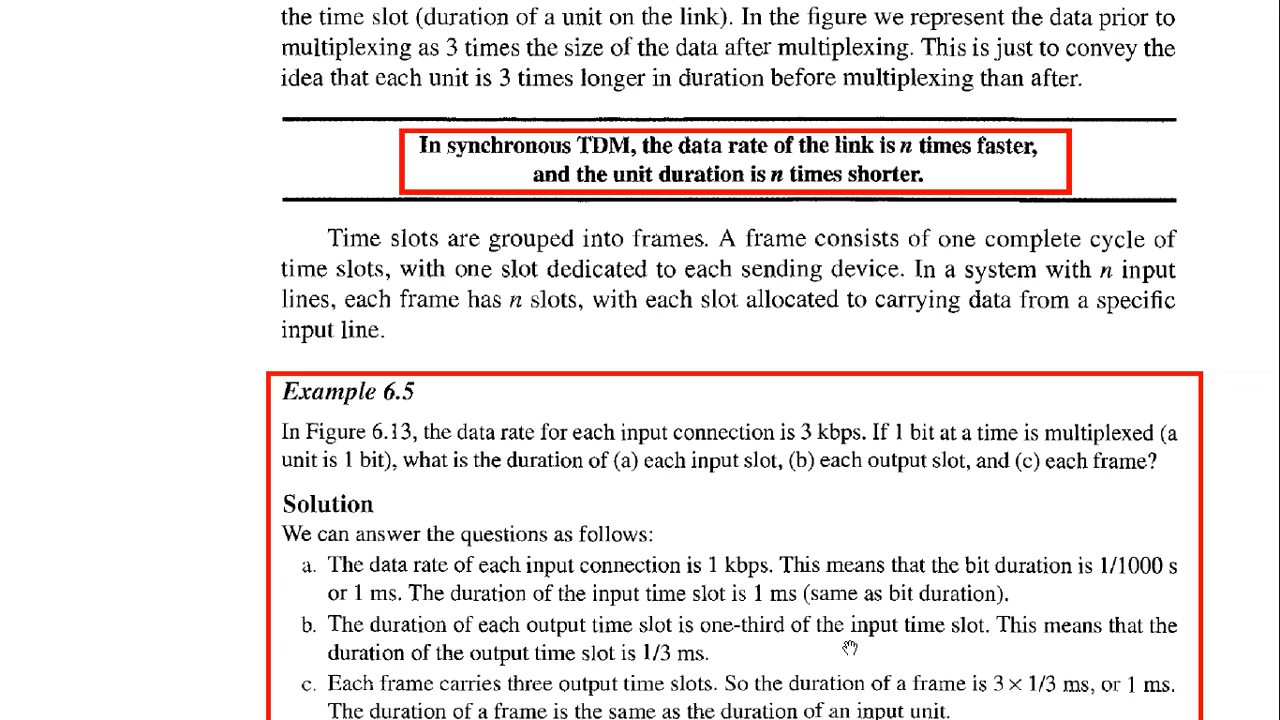 the time slot (duration of a unit on the link). In the figure we represent the data prior to
multiplexing as 3 times the size of the data after multiplexing. This is just to convey the
idea that each unit is 3 times longer in duration before multiplexing than after.
In synchronous TDM, the data rate of the link is n times faster,
and the unit duration is n times shorter.
Time slots are grouped into frames. A frame consists of one complete cycle of
time slots, with one slot dedicated to each sending device. In a system with n input
lines, each frame has n slots, with each slot allocated to carrying data from a specific
input line.
Example 6.5
In Figure 6.13, the data rate for each input connection is 3 kbps. If 1 bit at a time is multiplexed (a
unit is 1 bit), what is the duration of (a) each input slot, (b) each output slot, and (c) each frame?
Solution
We can answer the questions as follows:
a. The data rate of each input connection is 1 kbps. This means that the bit duration is 1/1000 s
or 1 ms. The duration of the input time slot is 1 ms (same as bit duration).
b. The duration of each output time slot is one-third of the input time slot. This means that the
duration of the output time slot is 1/3 ms.
c. Each frame carries three output time slots. So the duration of a frame is 3 × 1/3 ms, or 1 ms.
The duration of a frame is the same as the duration of an input unit.